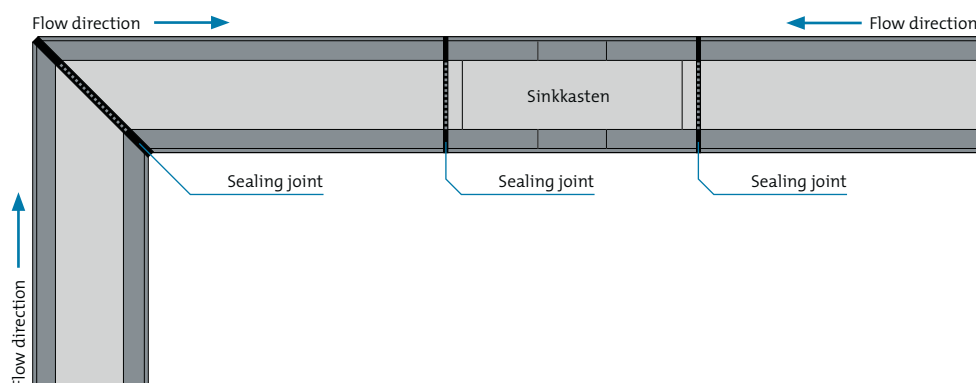 Flow direction
Flow direction
Sinkkasten
Sealing joint
Sealing joint
Sealing joint
Flow direction